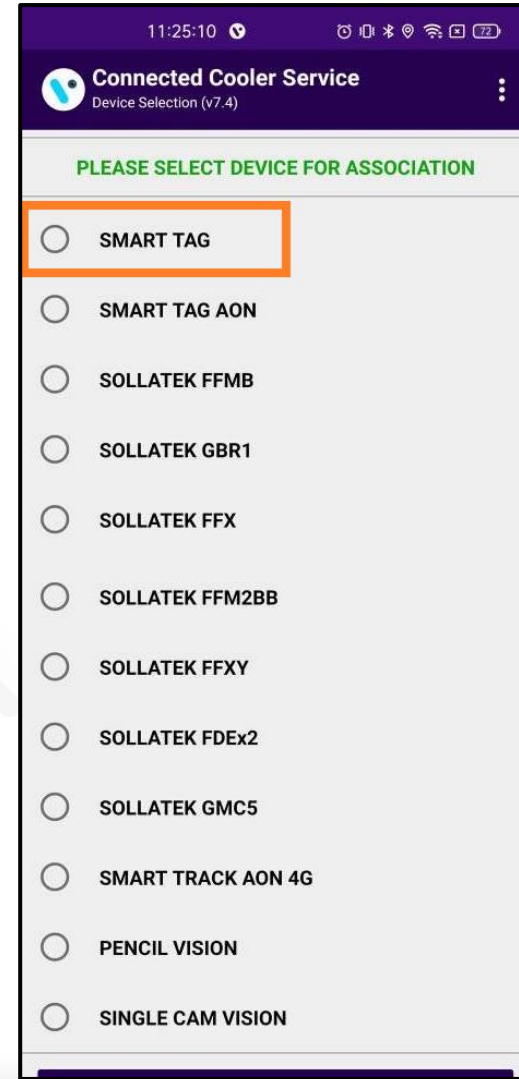 11:25:10
72
Connected Cooler Service
Device Selection (v7.4)
PLEASE SELECT DEVICE FOR ASSOCIATION
SMART TAG
SMART TAG AON
SOLLATEK FFMB
SOLLATEK GBR1
SOLLATEK FFX
SOLLATEK FFM2BB
SOLLATEK FFXY
SOLLATEK FDEx2
SOLLATEK GMC5
SMART TRACK AON 4G
PENCIL VISION
SINGLE CAM VISION